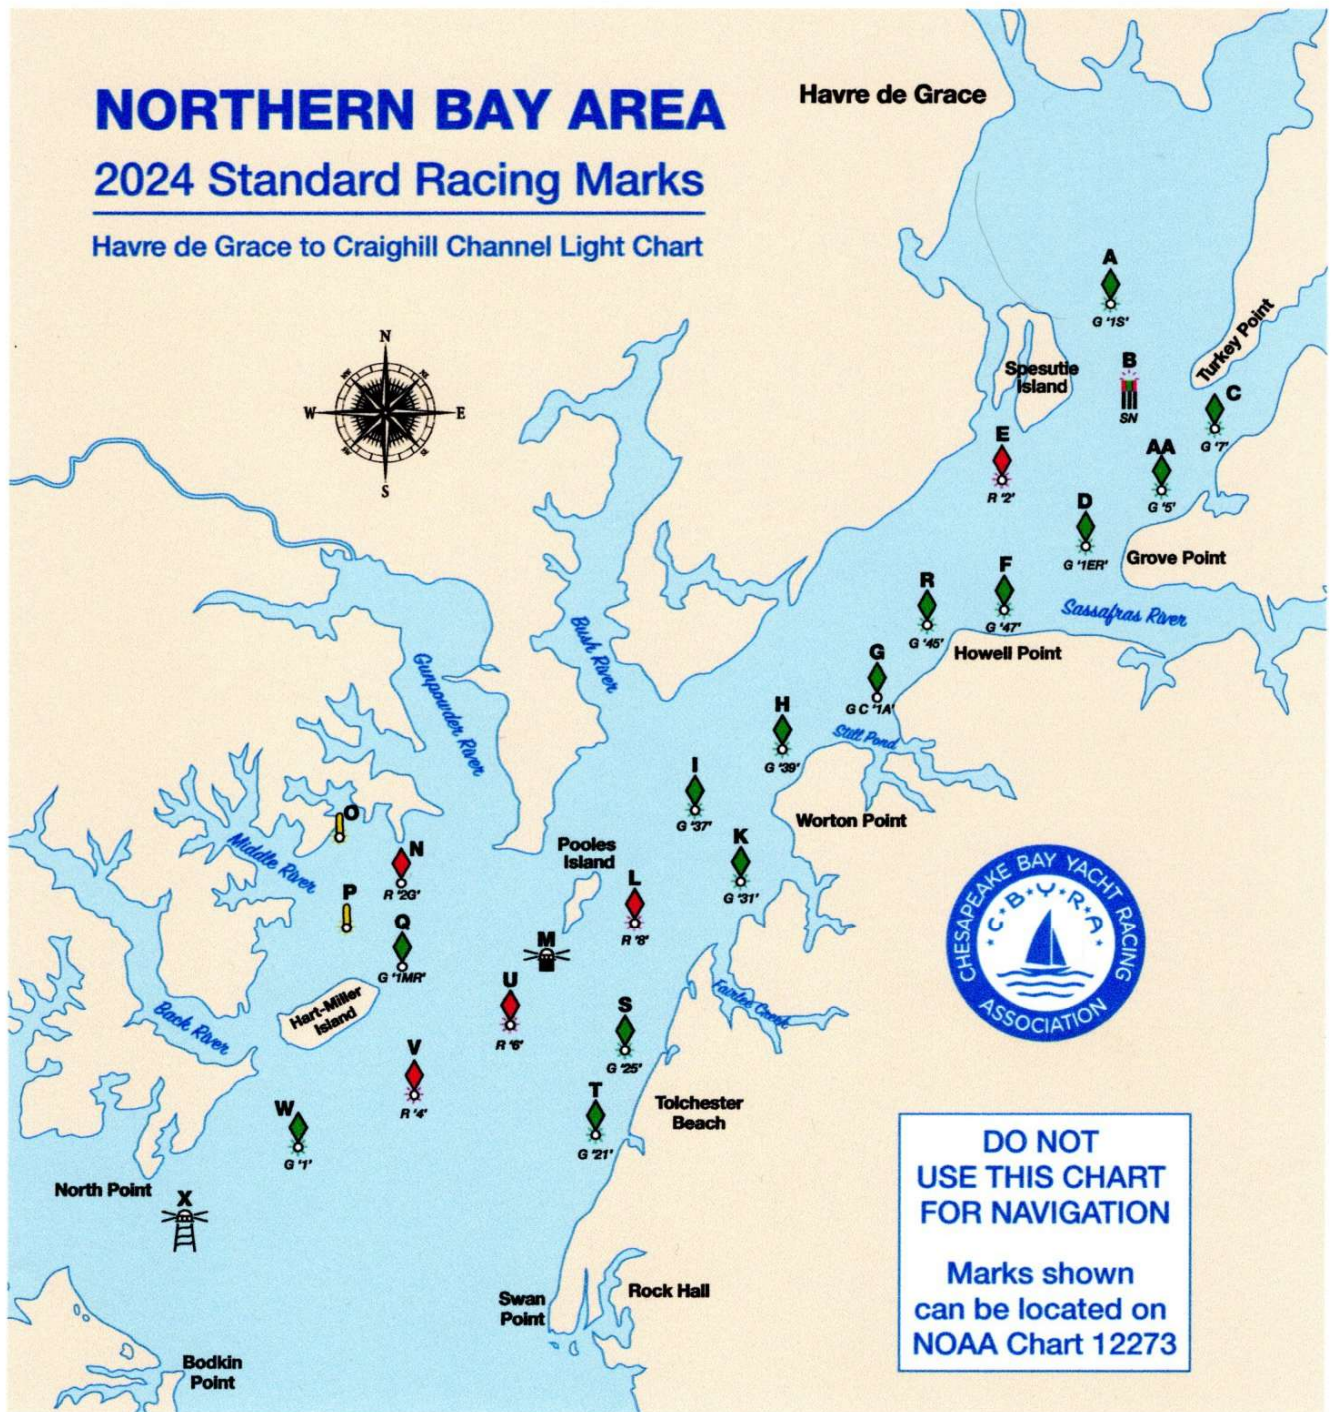 NORTHERN BAY AREA
2024 Standard Racing Marks
Havre de Grace to Craighill Channel Light Chart
Havre de Grace
A
G '1S'
Turkey Point
Spesutie
Island
B
SN
C
G '7'
N
W
E
S
NW
NE
SW
SE
E
R '2'
AA
G '5'
D
G '1ER'
Grove Point
F
G '47'
R
G '45'
Sassafras River
Howell Point
G
G C '1A'
Bush River
Gunpowder River
H
G '39'
Still Pond
I
G '37'
Worton Point
O
Middle River
N
R '2G'
Pooles
Island
K
G '31'
L
R '8'
P
Q
G '1MR'
M
U
R '6'
Hart-Miller
Island
Back River
Fairlee Creek
S
G '25'
V
R '4'
T
G '21'
Tolchester
Beach
W
G '1'
North Point
X
Swan
Point
Rock Hall
Bodkin
Point
CHESAPEAKE BAY YACHT RACING
ASSOCIATION
C★B★Y★R★A
DO NOT
USE THIS CHART
FOR NAVIGATION
Marks shown
can be located on
NOAA Chart 12273